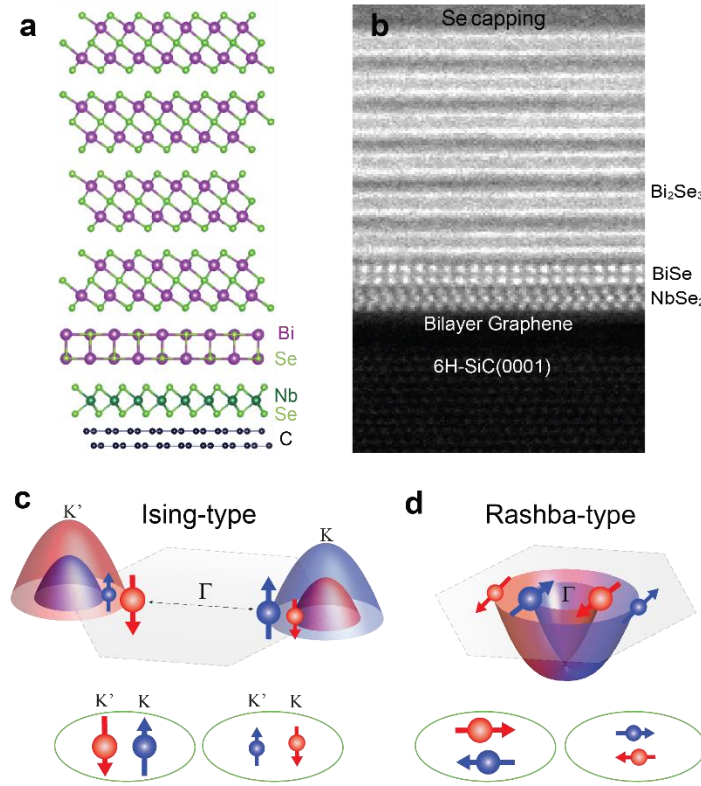 a
b
Se capping
Bi₂Se₃
BiSe
NbSe₂
Bilayer Graphene
6H-SiC(0001)
Bi
Se
Nb
Se
C
c
Ising-type
K’
K
Γ
K’ K
K’ K
d
Rashba-type
Γ